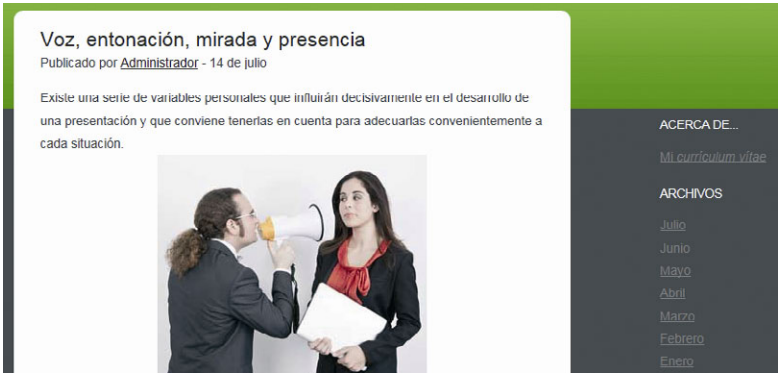 Voz, entonación, mirada y presencia
Publicado por Administrador - 14 de julio
Existe una serie de variables personales que influirán decisivamente en el desarrollo de
una presentación y que conviene tenerlas en cuenta para adecuarlas convenientemente a
cada situación.
ACERCA DE...
Mi currículum vítae
ARCHIVOS
Julio
Junio
Mayo
Abril
Marzo
Febrero
Enero